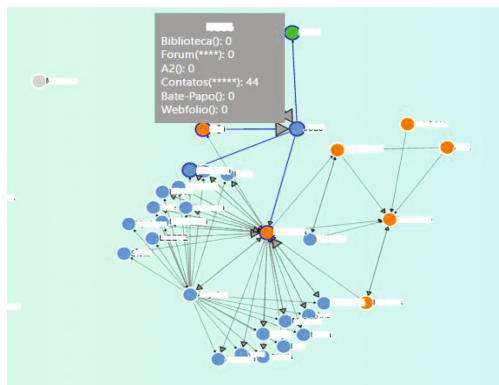 Biblioteca(): 0
Forum(****): 0
A2(): 0
Contatos(*****): 44
Bate-Papo(): 0
Webfolio(): 0